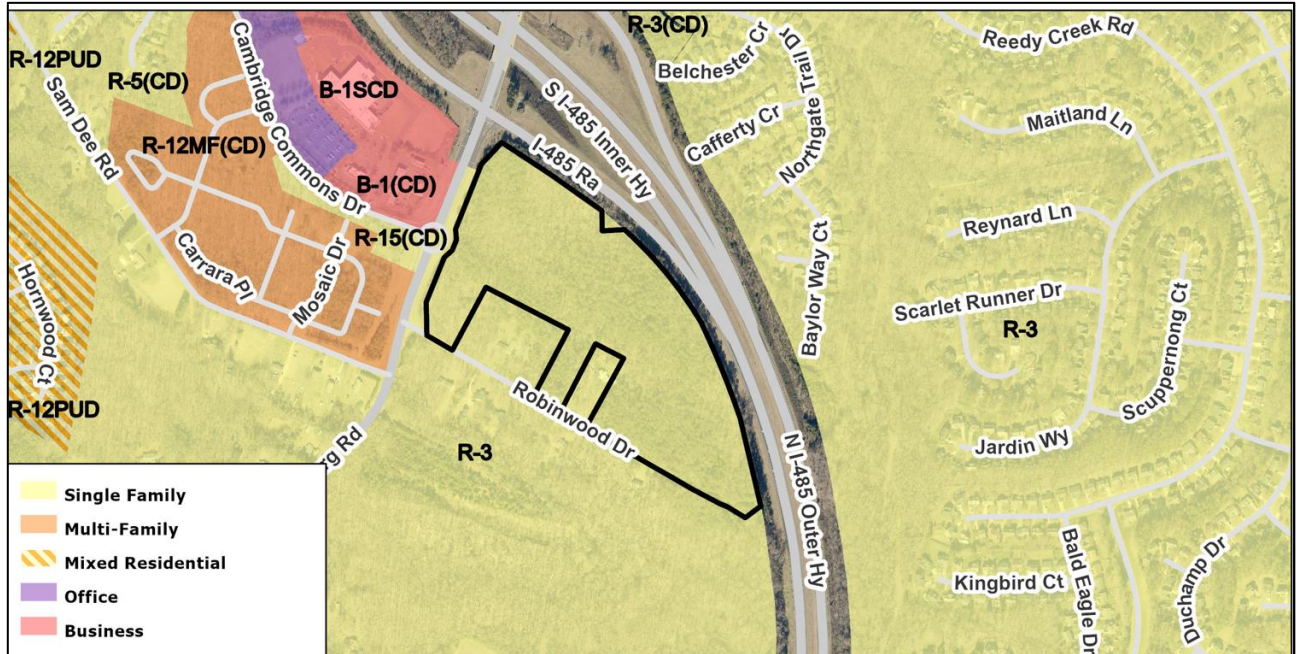 R-3(CD)
Reedy Creek Rd
Belchester Cr
Northgate Trail Dr
R-12PUD
R-5(CD)
Cambridge Commons Dr
B-1SCD
S I-485 Inner Hy
Sam Dee Rd
Cafferty Cr
Maitland Ln
R-12MF(CD)
I-485 Ra
B-1(CD)
Reynard Ln
R-15(CD)
Carrara Pl
Mosaic Dr
Baylor Way Ct
Hornwood Ct
Scarlet Runner Dr
R-3
Scuppernong Ct
R-12PUD
Robinwood Dr
R-3
rg Rd
Jardin Wy
N I-485 Outer Hy
Single Family
Multi-Family
Mixed Residential
Office
Business
Kingbird Ct
Bald Eagle Dr
Duchamp Dr